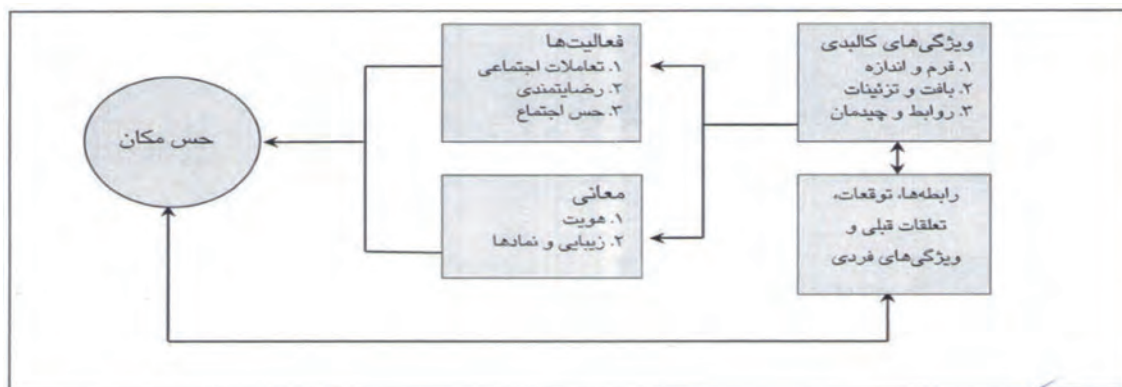 ویژگی‌های کالبدی
۱. فرم و اندازه
۲. بافت و تزئینات
۳. روابط و چیدمان
رابطه‌ها، توقعات،
تعلقات قبلی و
ویژگی‌های فردی
فعالیت‌ها
۱. تعاملات اجتماعی
۲. رضایتمندی
۳. حس اجتماع
معانی
۱. هویت
۲. زیبایی و نمادها
حس مکان